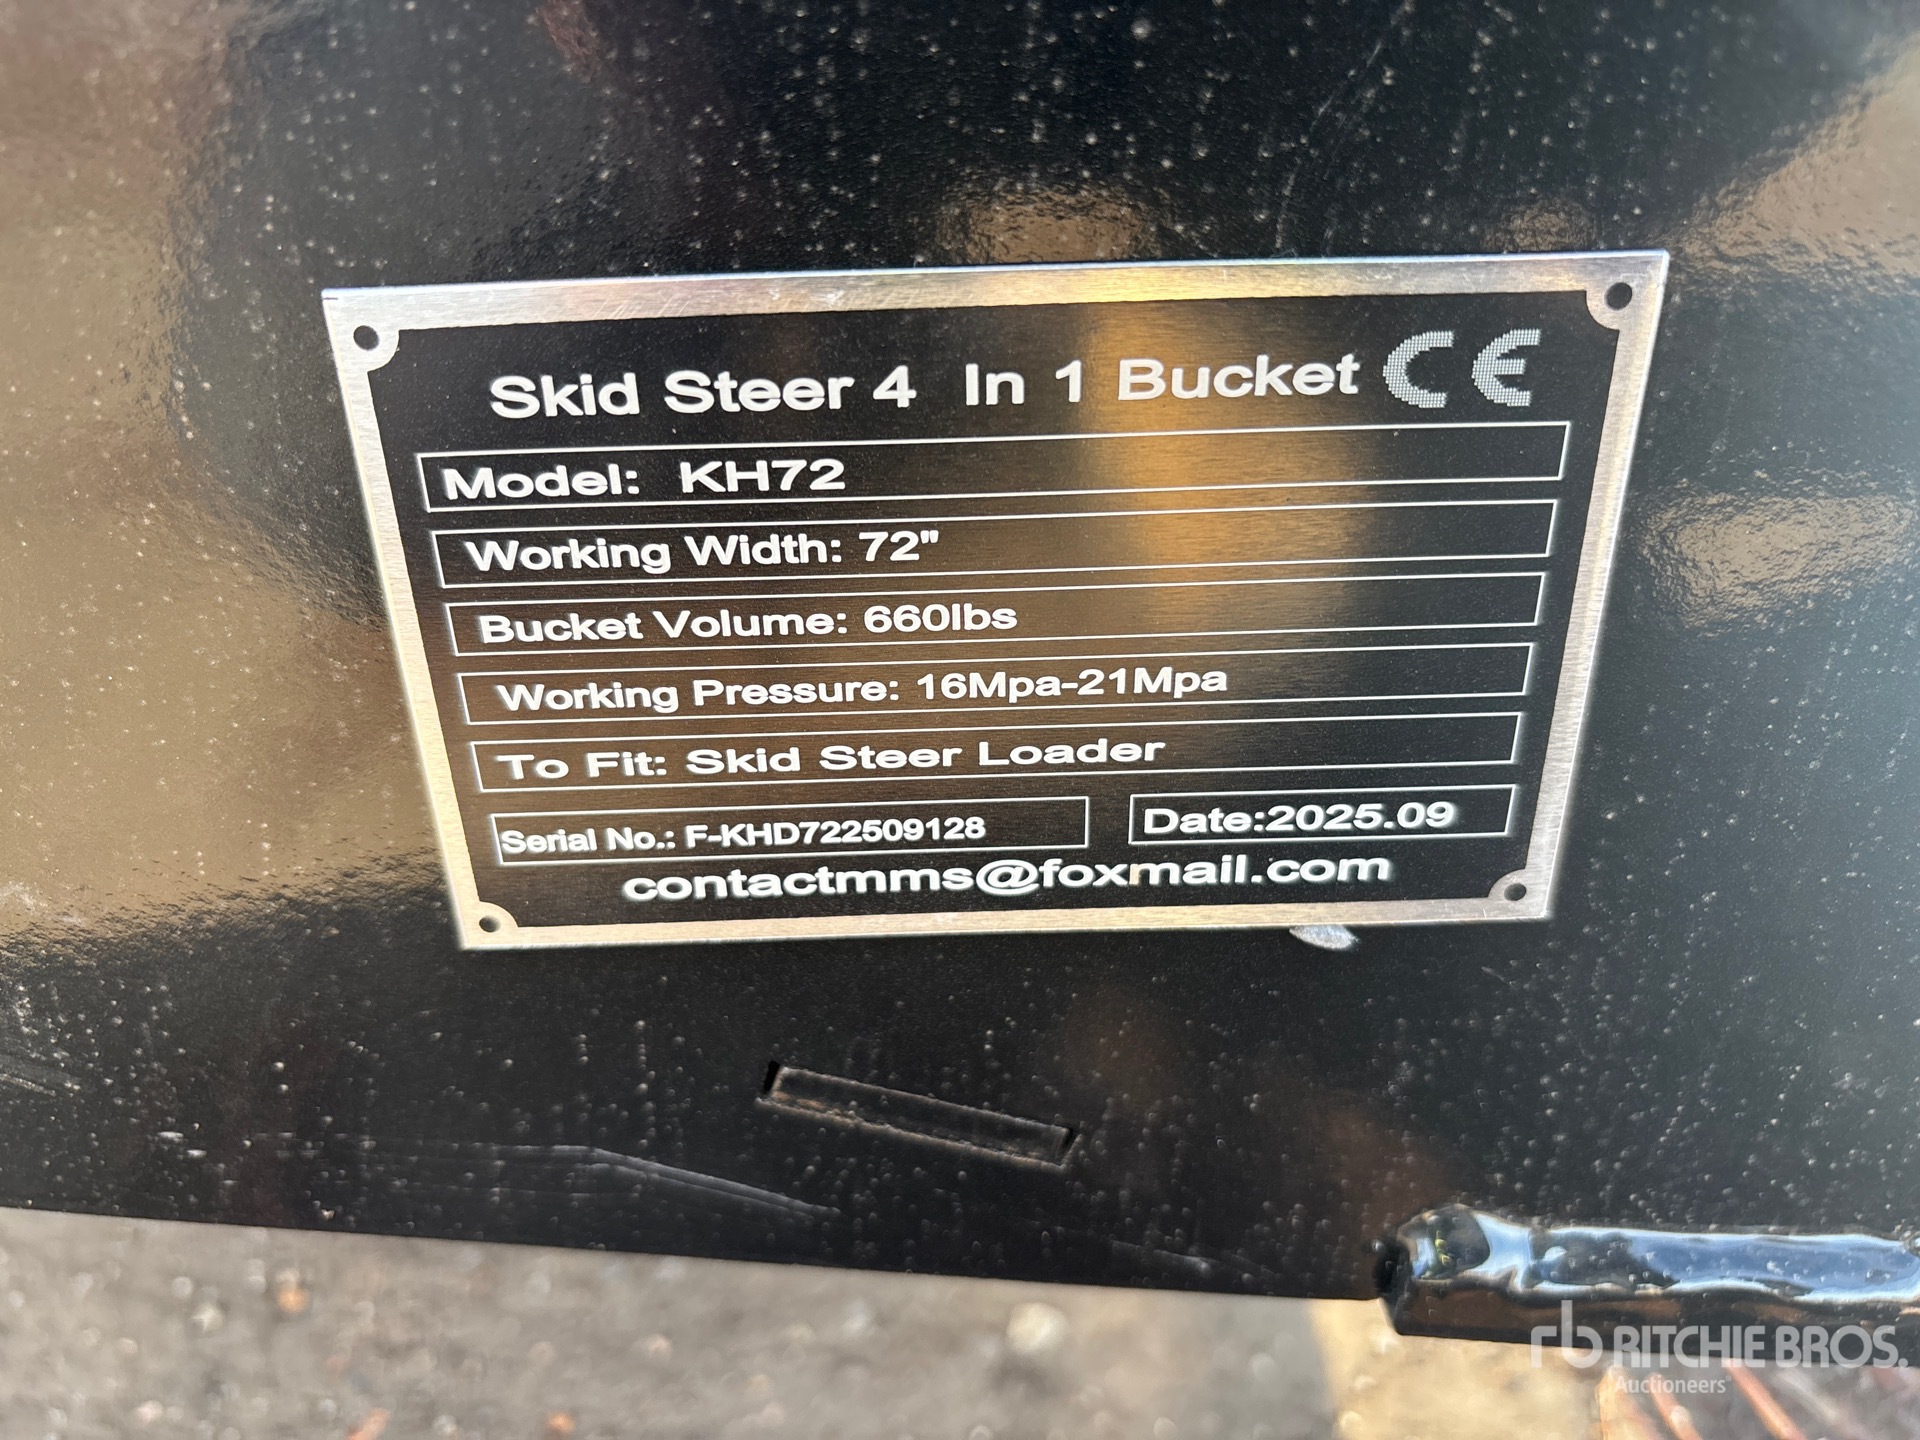 Skid Steer 4 In 1 Bucket CE
Model: KH72
Working Width: 72"
Bucket Volume: 660lbs
Working Pressure: 16Mpa-21Mpa
To Fit: Skid Steer Loader
Serial No.: F-KHD722509128
Date:2025.09
contactmms@foxmail.com
rb RITCHIE BROS.
Auctioneers